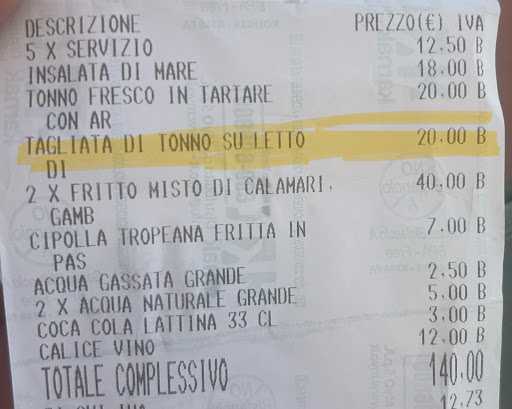 DESCRIZIONE PREZZO(€) IVA
5 X SERVIZIO 12.50 B
INSALATA DI MARE 18.00 B
TONNO FRESCO IN TARTARE 20.00 B
CON AR
TAGLIATA DI TONNO SU LETTO 20.00 B
DI
2 X FRITTO MISTO DI CALAMARI, 40.00 B
GAMB
CIPOLLA TROPEANA FRITTA IN 7.00 B
PAS
ACQUA GASSATA GRANDE 2.50 B
2 X ACQUA NATURALE GRANDE 5.00 B
COCA COLA LATTINA 33 CL 3.00 B
CALICE VINO 12.00 B
TOTALE COMPLESSIVO 140,00
DI CUI IVA 12,73